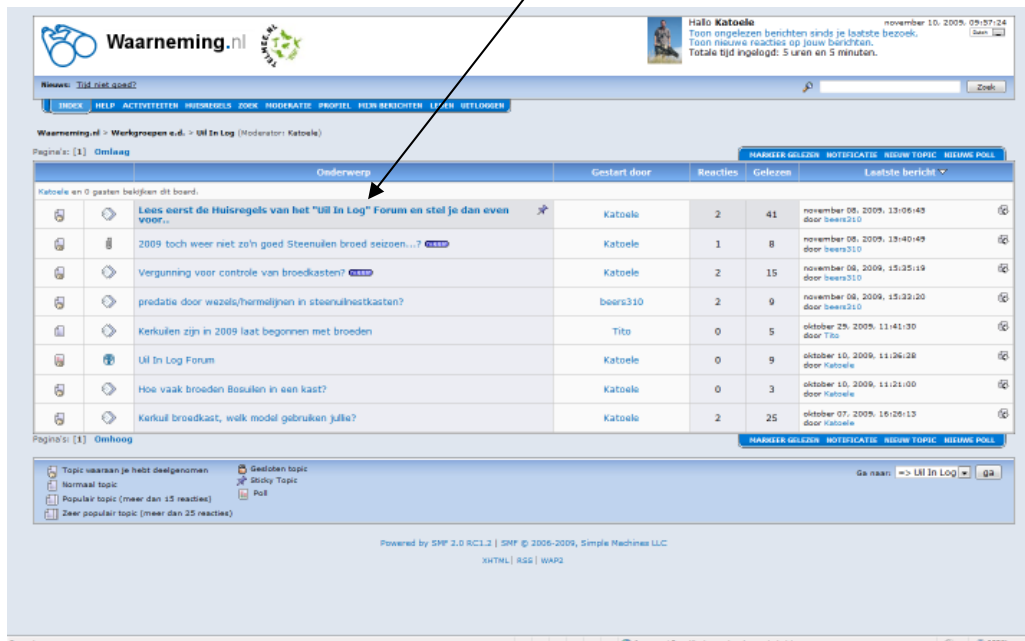 Waarneming.nl
TELMEE.NL
Hallo Katoele
november 10, 2009, 09:57:24
Toon ongelezen berichten sinds je laatste bezoek.
Toon nieuwe reacties op jouw berichten.
Totale tijd ingelogd: 5 uren en 5 minuten.
Nieuws: Tijd niet goed?
Zoek
INDEX HELP ACTIVITEITEN HUISREGELS ZOEK MODERATIE PROFIEL MIJN BERICHTEN LEDEN UITLOGGEN
Waarneming.nl > Werkgroepen e.d. > Uil In Log (Moderator: Katoele)
Pagina's: [1] Omlaag
MARKEER GELEZEN NOTIFICATIE NIEUW TOPIC NIEUWE POLL
Onderwerp Gestart door Reacties Gelezen Laatste bericht
Katoele en 0 gasten bekijken dit board.
Lees eerst de Huisregels van het "Uil In Log" Forum en stel je dan even
voor..
Katoele 2 41
november 08, 2009, 13:06:45
door beers310
2009 toch weer niet zo'n goed Steenuilen broed seizoen...?
Katoele 1 8
november 08, 2009, 19:40:49
door beers310
Vergunning voor controle van broedkasten?
Katoele 2 15
november 08, 2009, 15:35:19
door beers310
predatie door wezels/hermelijnen in steenuilnestkasten?
beers310 2 9
november 08, 2009, 15:33:20
door beers310
Kerkuilen zijn in 2009 laat begonnen met broeden
Tito 0 5
oktober 29, 2009, 11:41:30
door Tito
Uil In Log Forum
Katoele 0 9
oktober 10, 2009, 11:36:28
door Katoele
Hoe vaak broeden Bosuilen in een kast?
Katoele 0 3
oktober 10, 2009, 11:21:00
door Katoele
Kerkuil broedkast, welk model gebruiken jullie?
Katoele 2 25
oktober 07, 2009, 16:26:13
door Katoele
Pagina's: [1] Omhoog
MARKEER GELEZEN NOTIFICATIE NIEUW TOPIC NIEUWE POLL
Topic waaraan je hebt deelgenomen
Normaal topic
Populair topic (meer dan 15 reacties)
Zeer populair topic (meer dan 25 reacties)
Gesloten topic
Sticky Topic
Poll
Ga naar: => Uil In Log ga
Powered by SMF 2.0 RC1.2 | SMF © 2006-2009, Simple Machines LLC
XHTML | RSS | WAP2